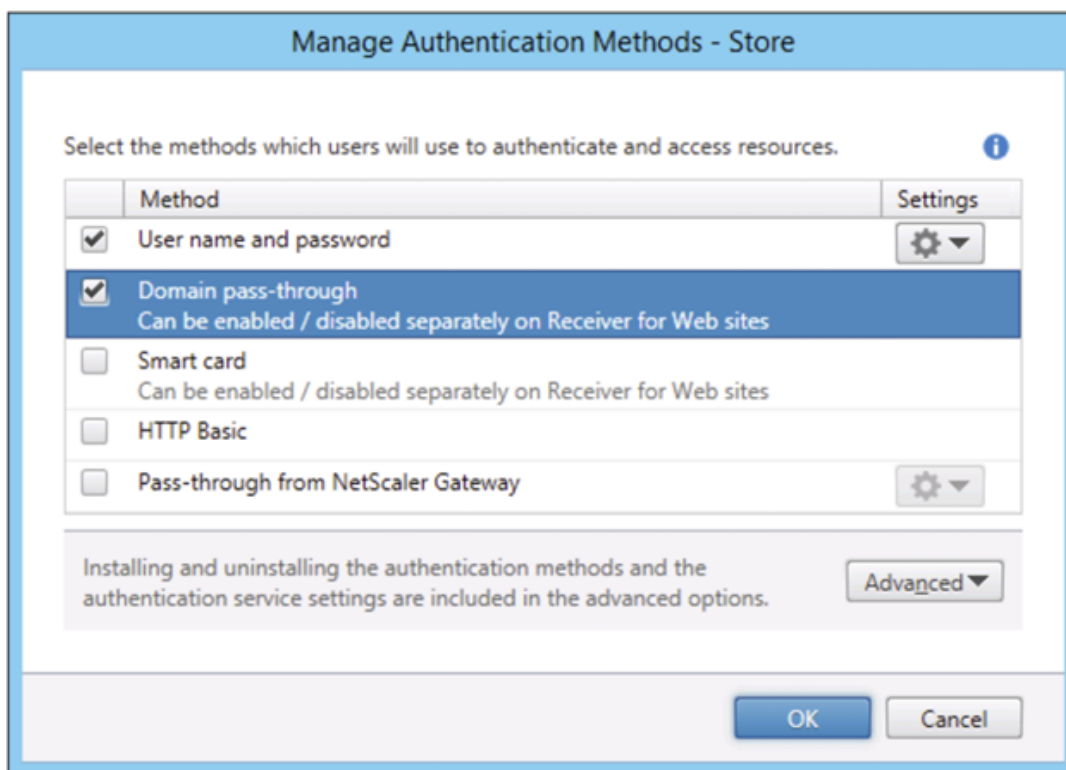 Manage Authentication Methods - Store
Select the methods which users will use to authenticate and access resources.
Method Settings
User name and password
Domain pass-through
Can be enabled / disabled separately on Receiver for Web sites
Smart card
Can be enabled / disabled separately on Receiver for Web sites
HTTP Basic
Pass-through from NetScaler Gateway
Installing and uninstalling the authentication methods and the
authentication service settings are included in the advanced options.
Advanced
OK Cancel